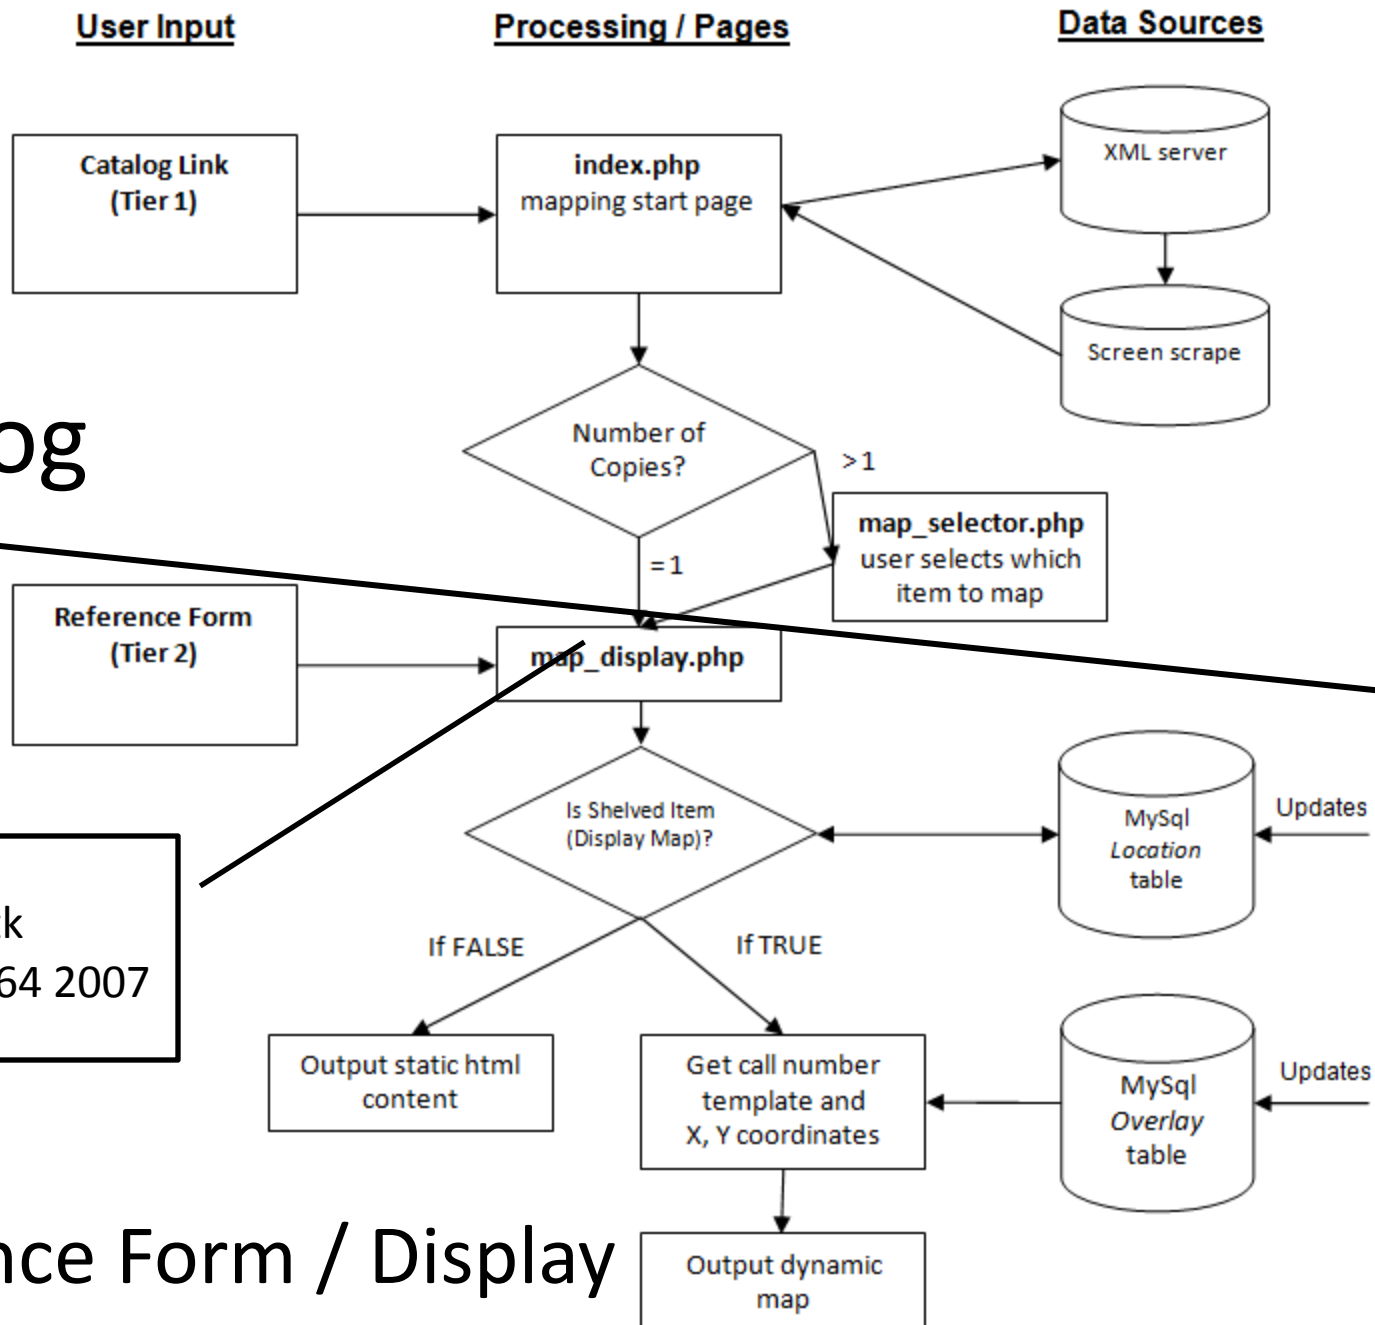 User Input
Processing / Pages
Data Sources
Catalog Link
(Tier 1)
index.php
mapping start page
XML server
Screen scrape
Number of
Copies?
>1
=1
map_selector.php
user selects which
item to map
og
Reference Form
(Tier 2)
map_display.php
Is Shelved Item
(Display Map)?
MySql
Location
table
Updates
k
64 2007
If FALSE
If TRUE
Output static html
content
Get call number
template and
X, Y coordinates
MySql
Overlay
table
Updates
nce Form / Display
Output dynamic
map